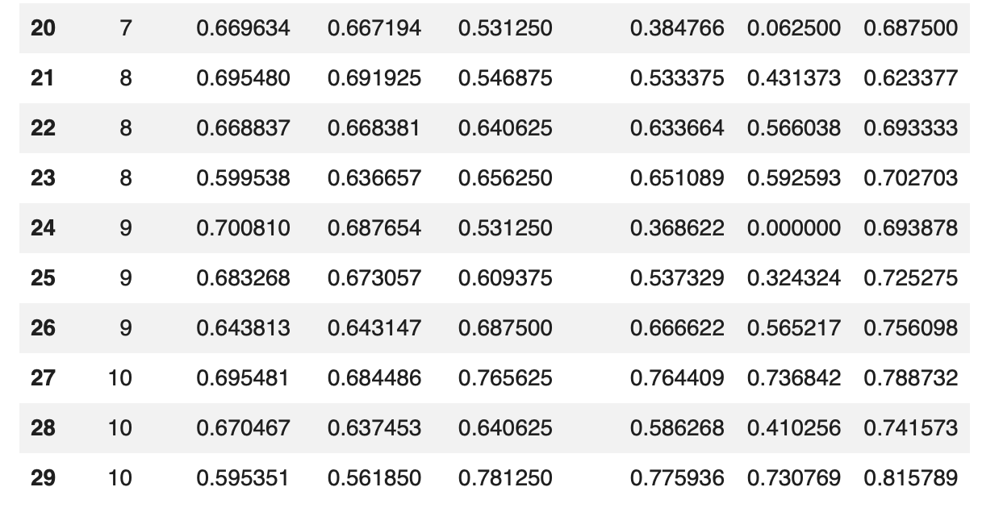 20 7 0.669634 0.667194 0.531250 0.384766 0.062500 0.687500
21 8 0.695480 0.691925 0.546875 0.533375 0.431373 0.623377
22 8 0.668837 0.668381 0.640625 0.633664 0.566038 0.693333
23 8 0.599538 0.636657 0.656250 0.651089 0.592593 0.702703
24 9 0.700810 0.687654 0.531250 0.368622 0.000000 0.693878
25 9 0.683268 0.673057 0.609375 0.537329 0.324324 0.725275
26 9 0.643813 0.643147 0.687500 0.666622 0.565217 0.756098
27 10 0.695481 0.684486 0.765625 0.764409 0.736842 0.788732
28 10 0.670467 0.637453 0.640625 0.586268 0.410256 0.741573
29 10 0.595351 0.561850 0.781250 0.775936 0.730769 0.815789